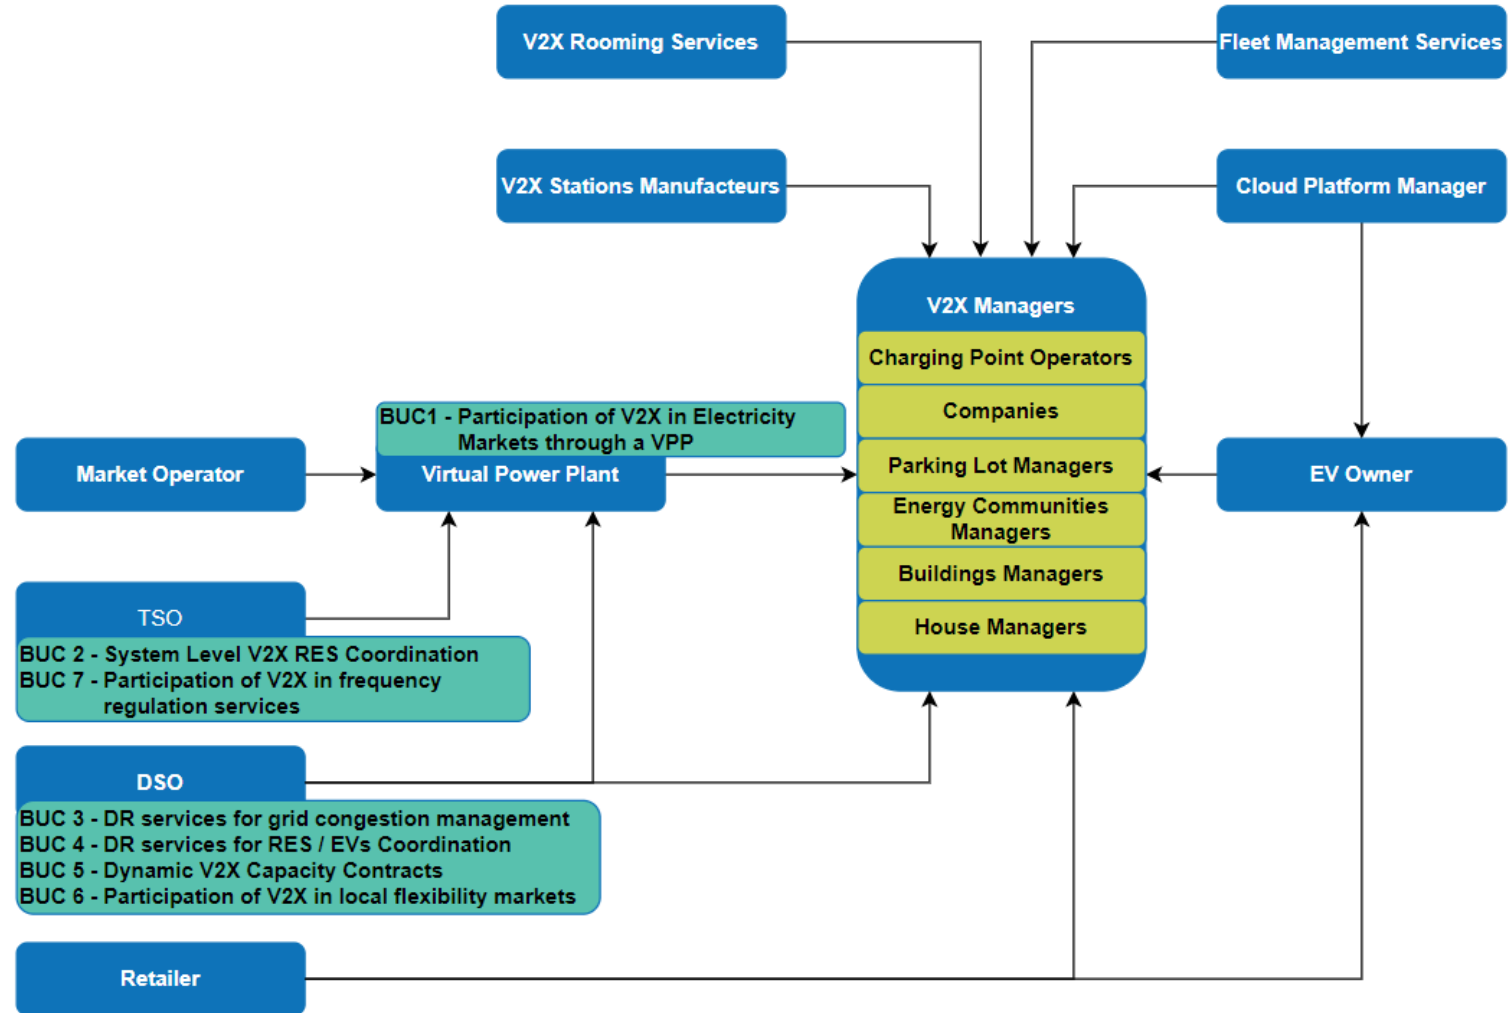 V2X Rooming Services
Fleet Management Services
V2X Stations Manufacteurs
Cloud Platform Manager
V2X Managers
Charging Point Operators
Companies
Parking Lot Managers
Energy Communities
Managers
Buildings Managers
House Managers
BUC1 - Participation of V2X in Electricity
Markets through a VPP
Market Operator
Virtual Power Plant
EV Owner
TSO
BUC 2 - System Level V2X RES Coordination
BUC 7 - Participation of V2X in frequency
regulation services
DSO
BUC 3 - DR services for grid congestion management
BUC 4 - DR services for RES / EVs Coordination
BUC 5 - Dynamic V2X Capacity Contracts
BUC 6 - Participation of V2X in local flexibility markets
Retailer